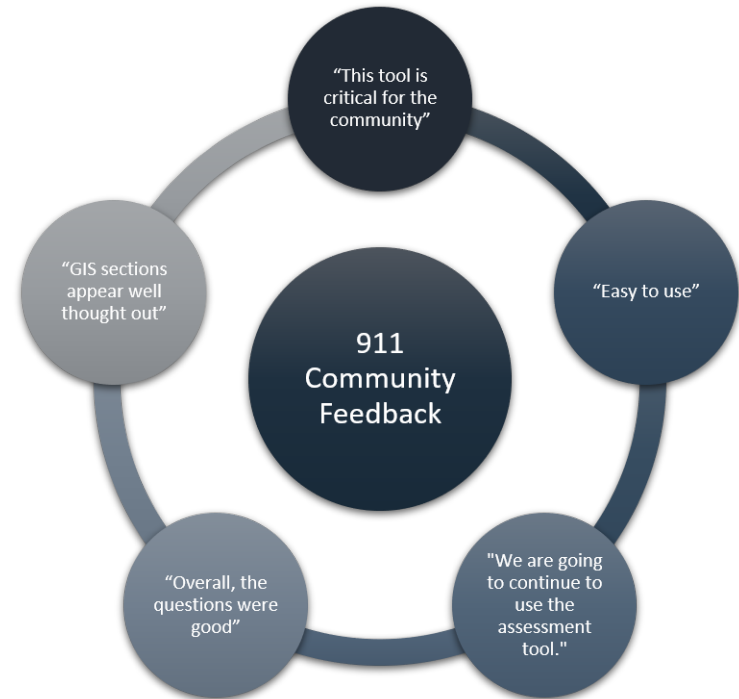 “This tool is
critical for the
community”
“Easy to use”
"We are going
to continue to
use the
assessment
tool."
“Overall, the
questions were
good”
“GIS sections
appear well
thought out”
911
Community
Feedback